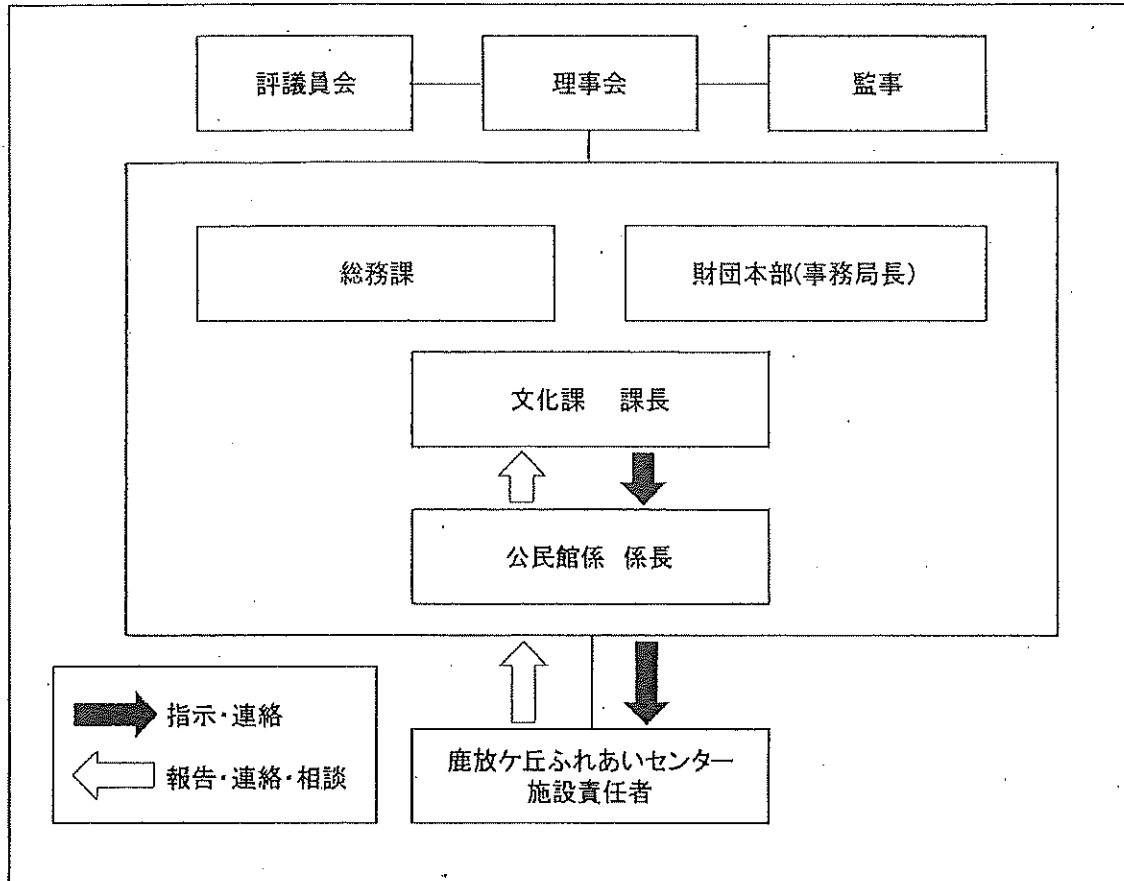 評議員会
理事会
監事
総務課
財団本部(事務局長)
文化課 課長
公民館係 係長
指示・連絡
報告・連絡・相談
鹿放ケ丘ふれあいセンター
施設責任者